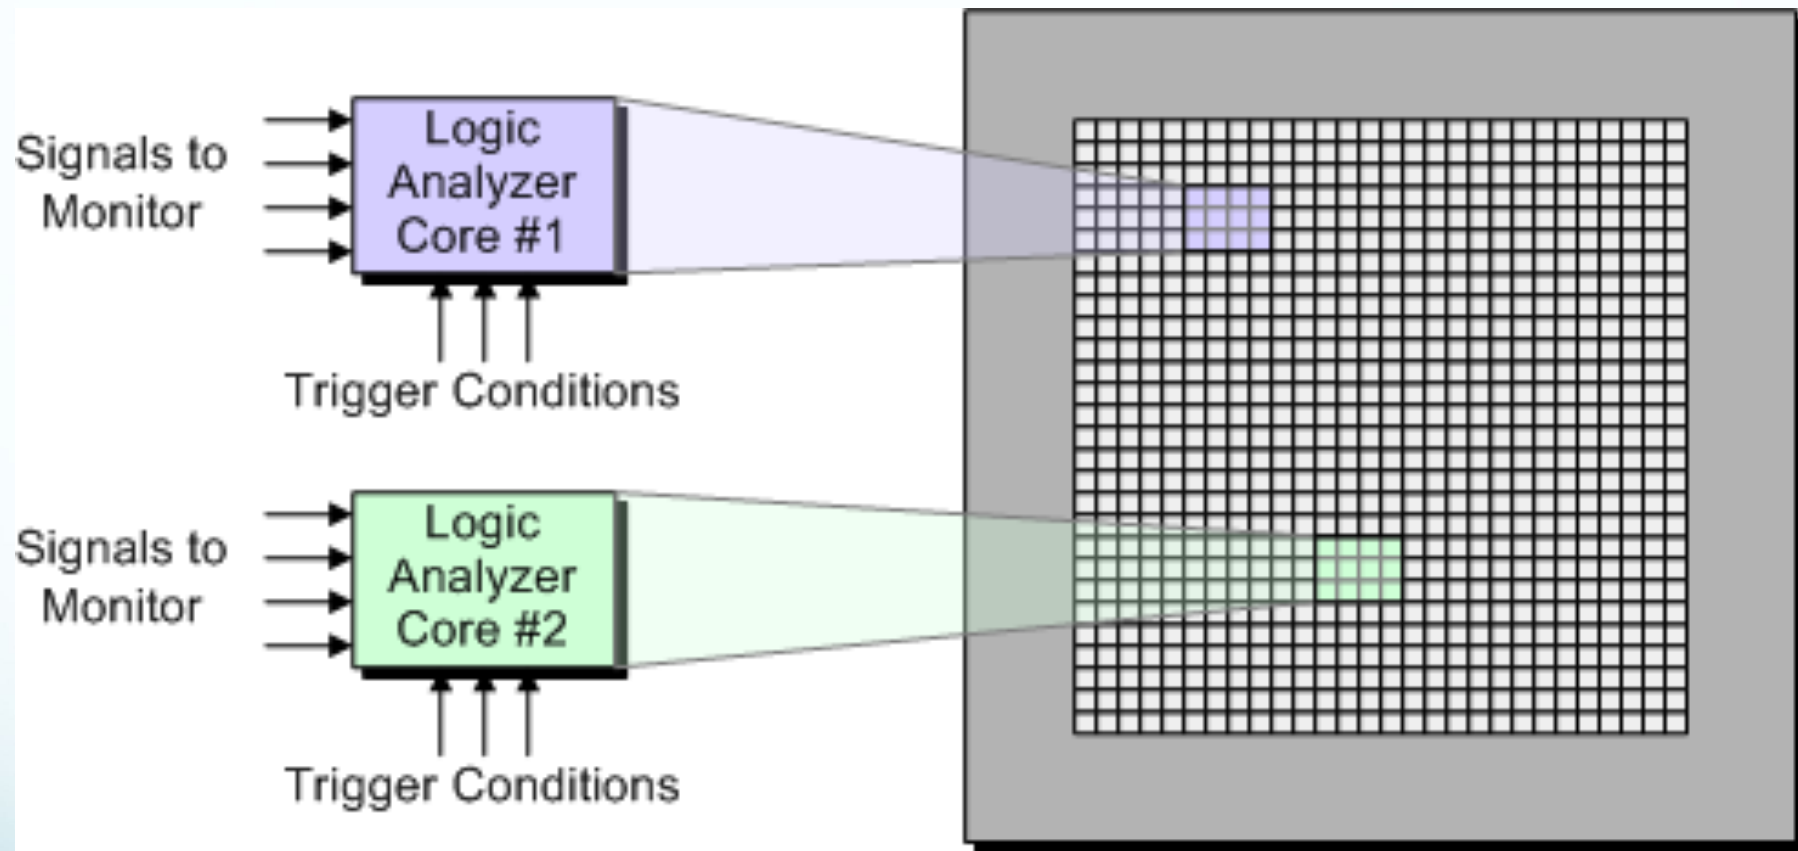 Signals to
Monitor
Logic
Analyzer
Core #1
Trigger Conditions
Signals to
Monitor
Logic
Analyzer
Core #2
Trigger Conditions